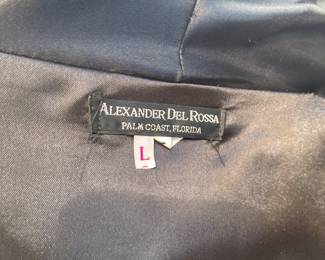 ALEXANDER DEL ROSSA
PALM COAST, FLORIDA
L